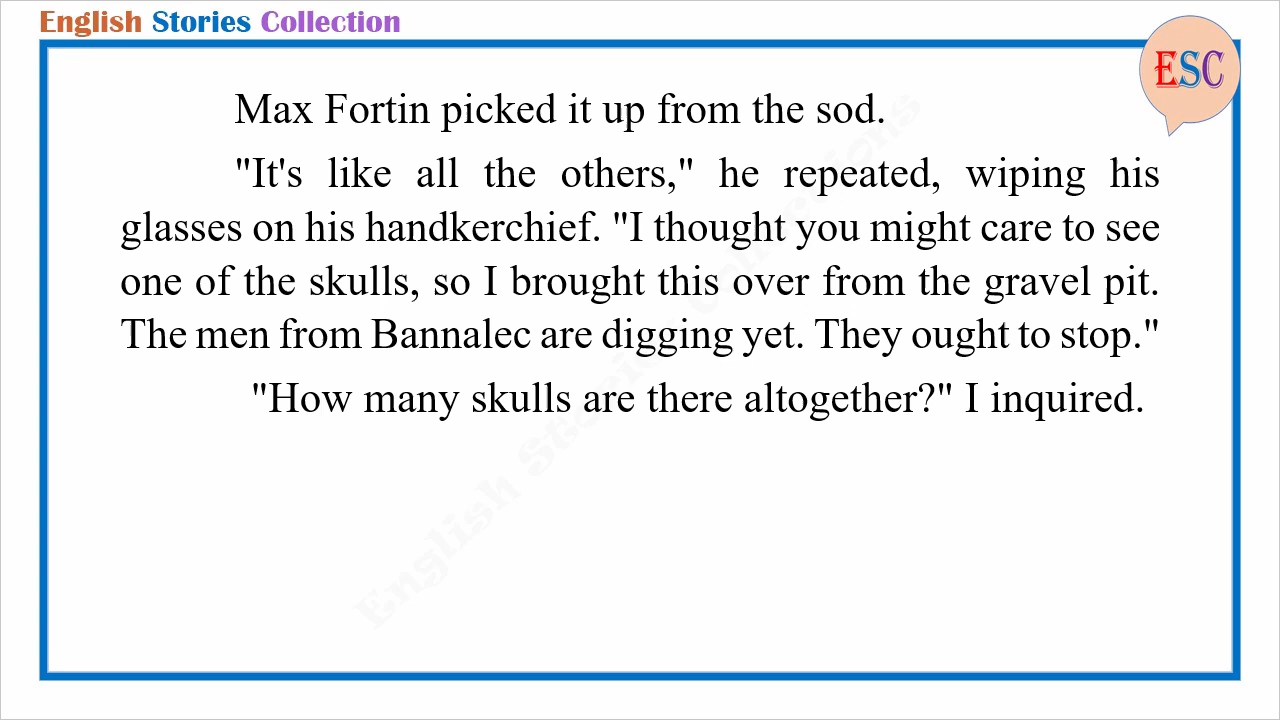 English Stories Collection
ESC
Max Fortin picked it up from the sod.
"It's like all the others," he repeated, wiping his
glasses on his handkerchief. "I thought you might care to see
one of the skulls, so I brought this over from the gravel pit.
The men from Bannalec are digging yet. They ought to stop."
"How many skulls are there altogether?" I inquired.
English Stories Collections